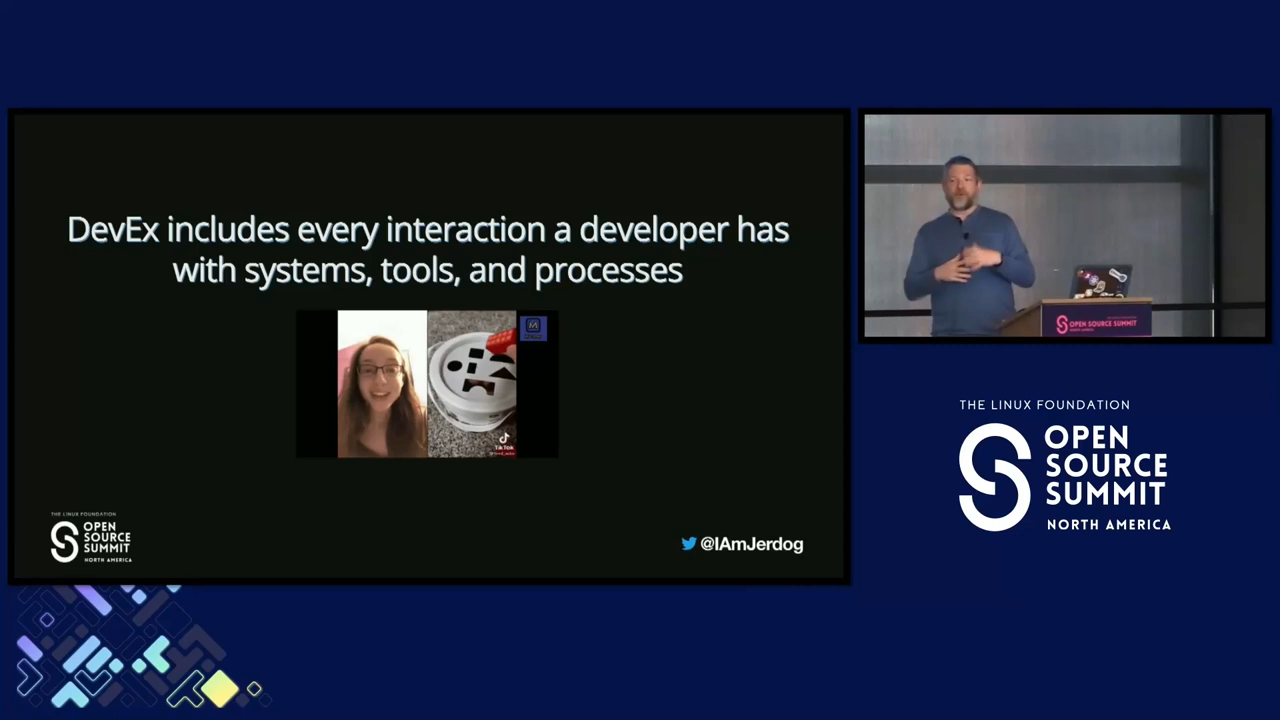 DevEx includes every interaction a developer has
with systems, tools, and processes
TikTok
THE LINUX FOUNDATION
OPEN
SOURCE
SUMMIT
NORTH AMERICA
@IAmJerdog
OPEN SOURCE SUMMIT
THE LINUX FOUNDATION
OPEN
SOURCE
SUMMIT
NORTH AMERICA